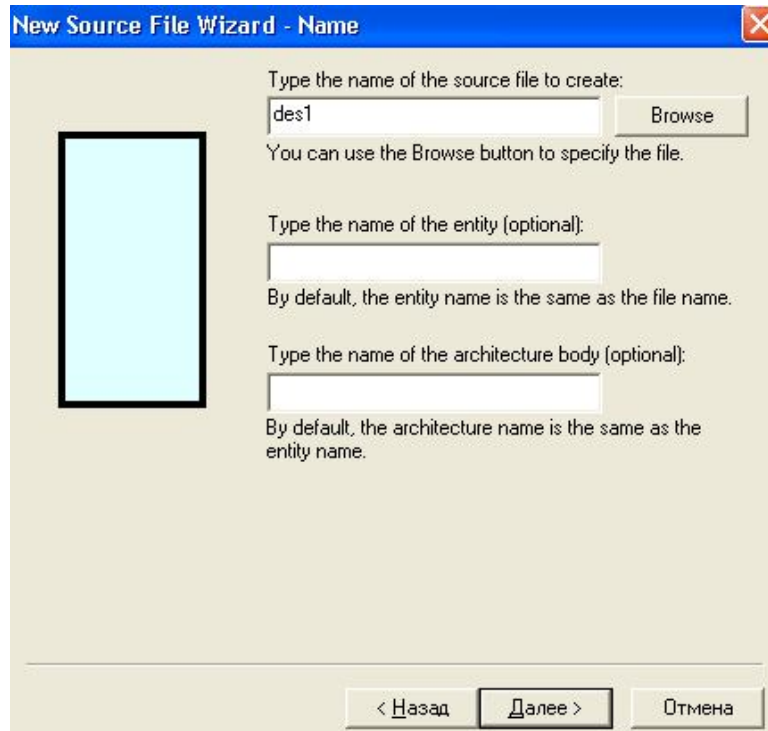 New Source File Wizard - Name
Type the name of the source file to create:
des1
Browse
You can use the Browse button to specify the file.
Type the name of the entity (optional):
By default, the entity name is the same as the file name.
Type the name of the architecture body (optional):
By default, the architecture name is the same as the
entity name.
< Назад
Далее >
Отмена